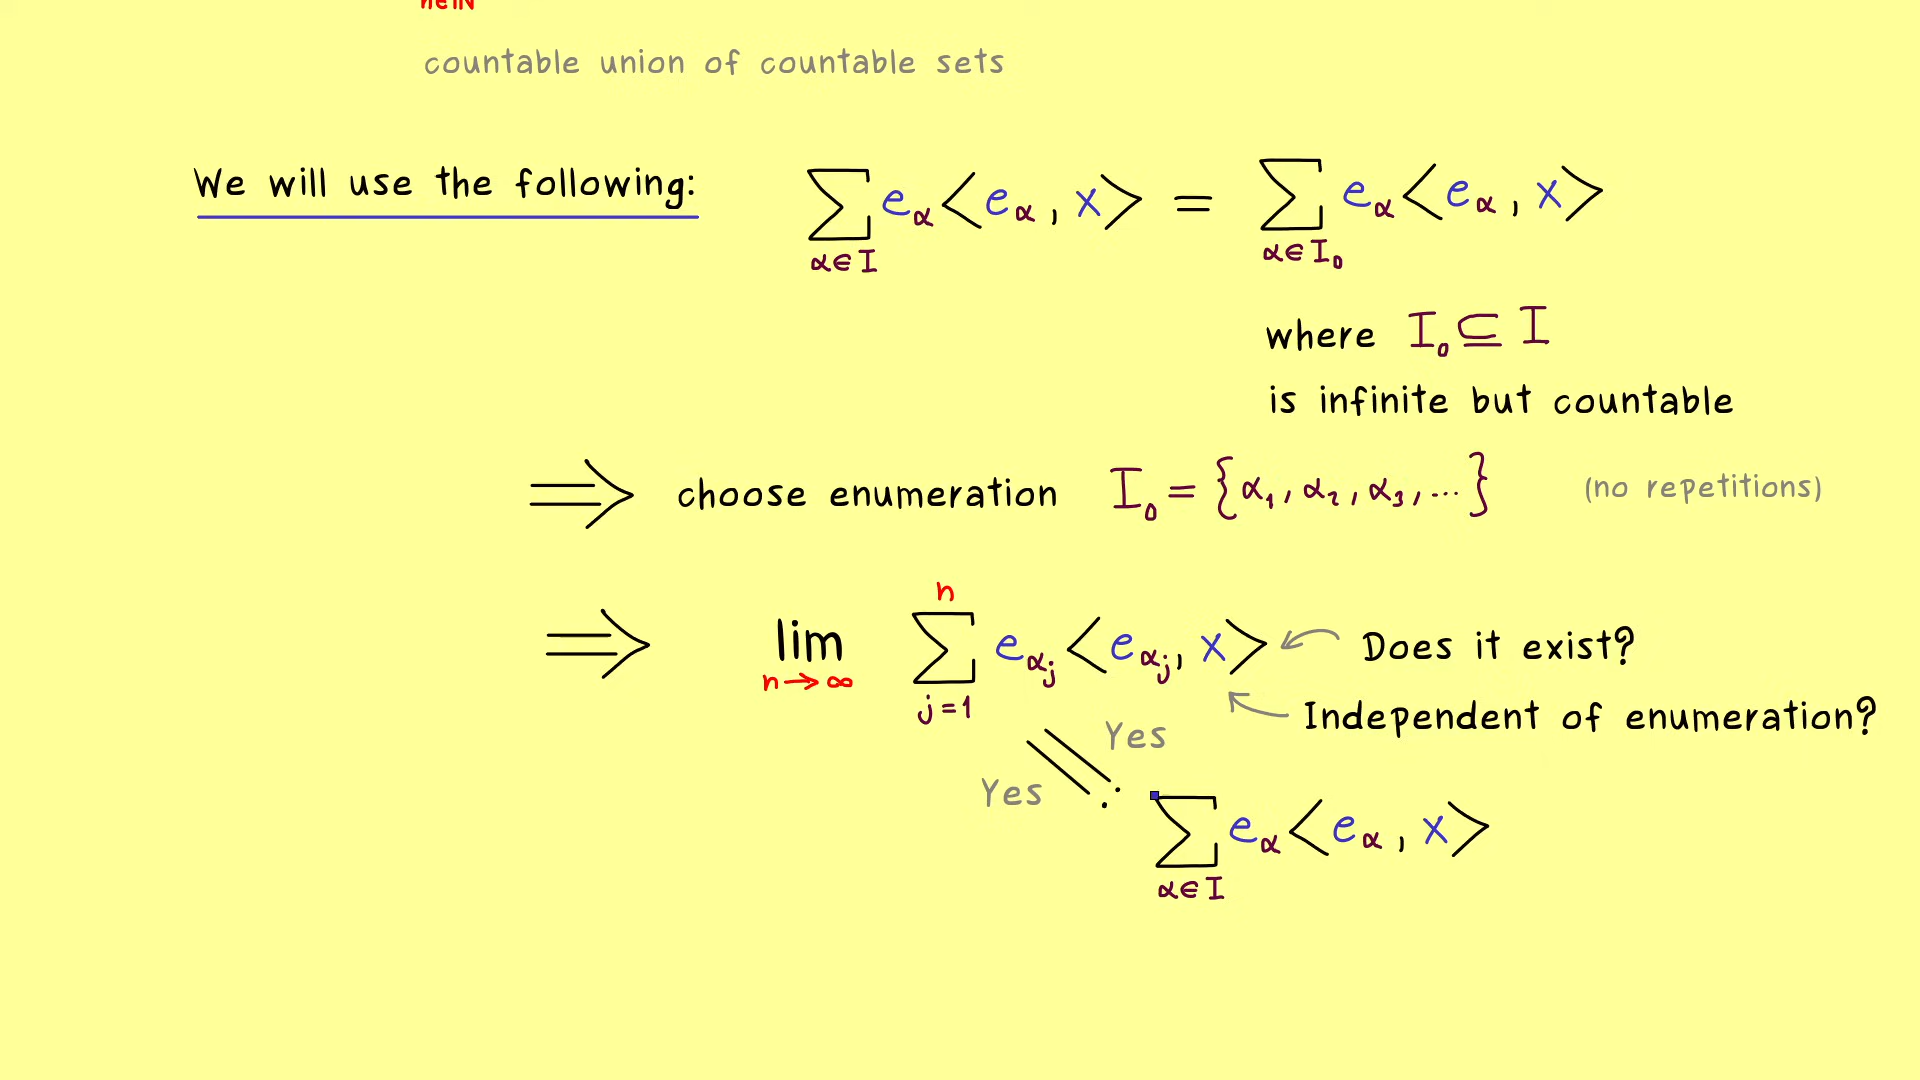 n∈ℕ
countable union of countable sets
We will use the following: ∑_{α∈I} e_α <e_α, x> = ∑_{α∈I₀} e_α <e_α, x>
where I₀ ⊆ I
is infinite but countable
⟹ choose enumeration I₀ = {α₁, α₂, α₃, ...} (no repetitions)
⟹ lim_{n→∞} ∑_{j=1}^{n} e_{α_j} <e_{α_j}, x> Does it exist?
Independent of enumeration?
Yes
Yes
=: ∑_{α∈I} e_α <e_α, x>